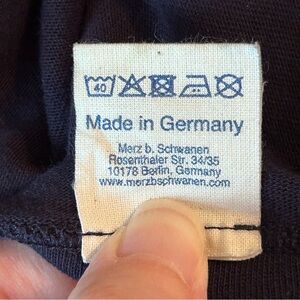 40
Made in Germany
Merz b. Schwanen
Rosenthaler Str. 34/35
10178 Berlin, Germany
www.merzbschwanen.com